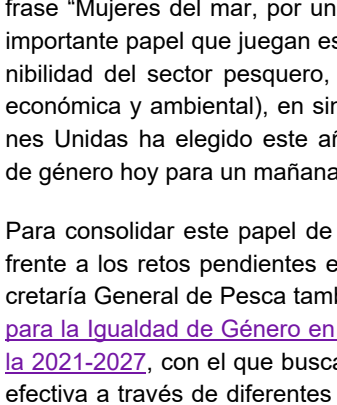 frase “Mujeres del mar, por un
importante papel que juegan es
nibilidad del sector pesquero,
económica y ambiental), en sin
nes Unidas ha elegido este añ
de género hoy para un mañana
Para consolidar este papel de
frente a los retos pendientes e
cretaría General de Pesca tamb
para la Igualdad de Género en
la 2021-2027, con el que busca
efectiva a través de diferentes